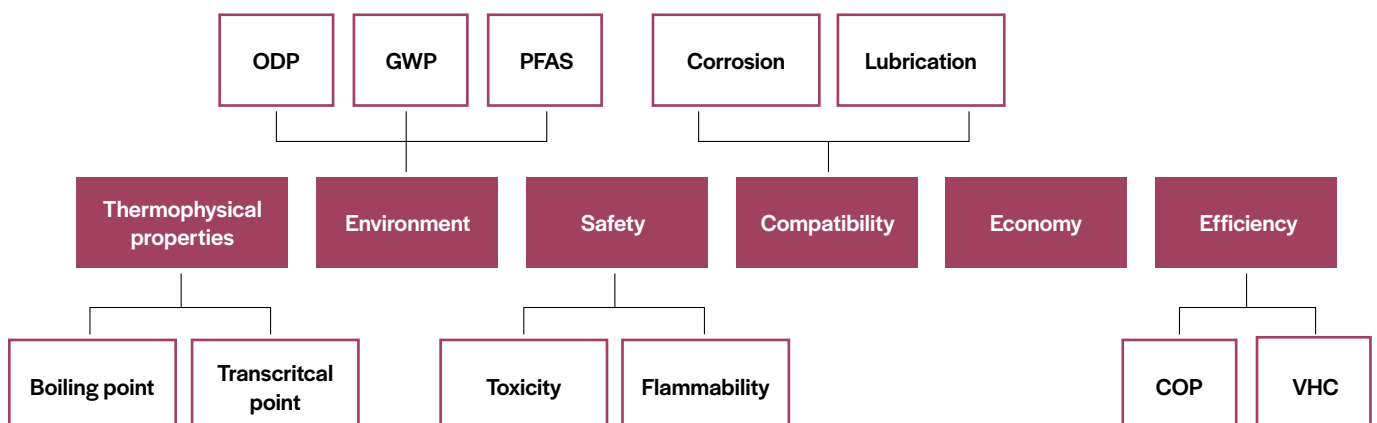 ODP
GWP
PFAS
Corrosion
Lubrication
Thermophysical
properties
Environment
Safety
Compatibility
Economy
Efficiency
Boiling point
Transcritcal
point
Toxicity
Flammability
COP
VHC